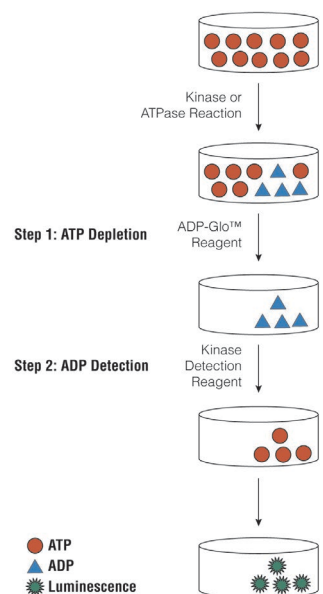 Kinase or
ATPase Reaction
Step 1: ATP Depletion
ADP-Glo™
Reagent
Step 2: ADP Detection
Kinase
Detection
Reagent
ATP
ADP
Luminescence